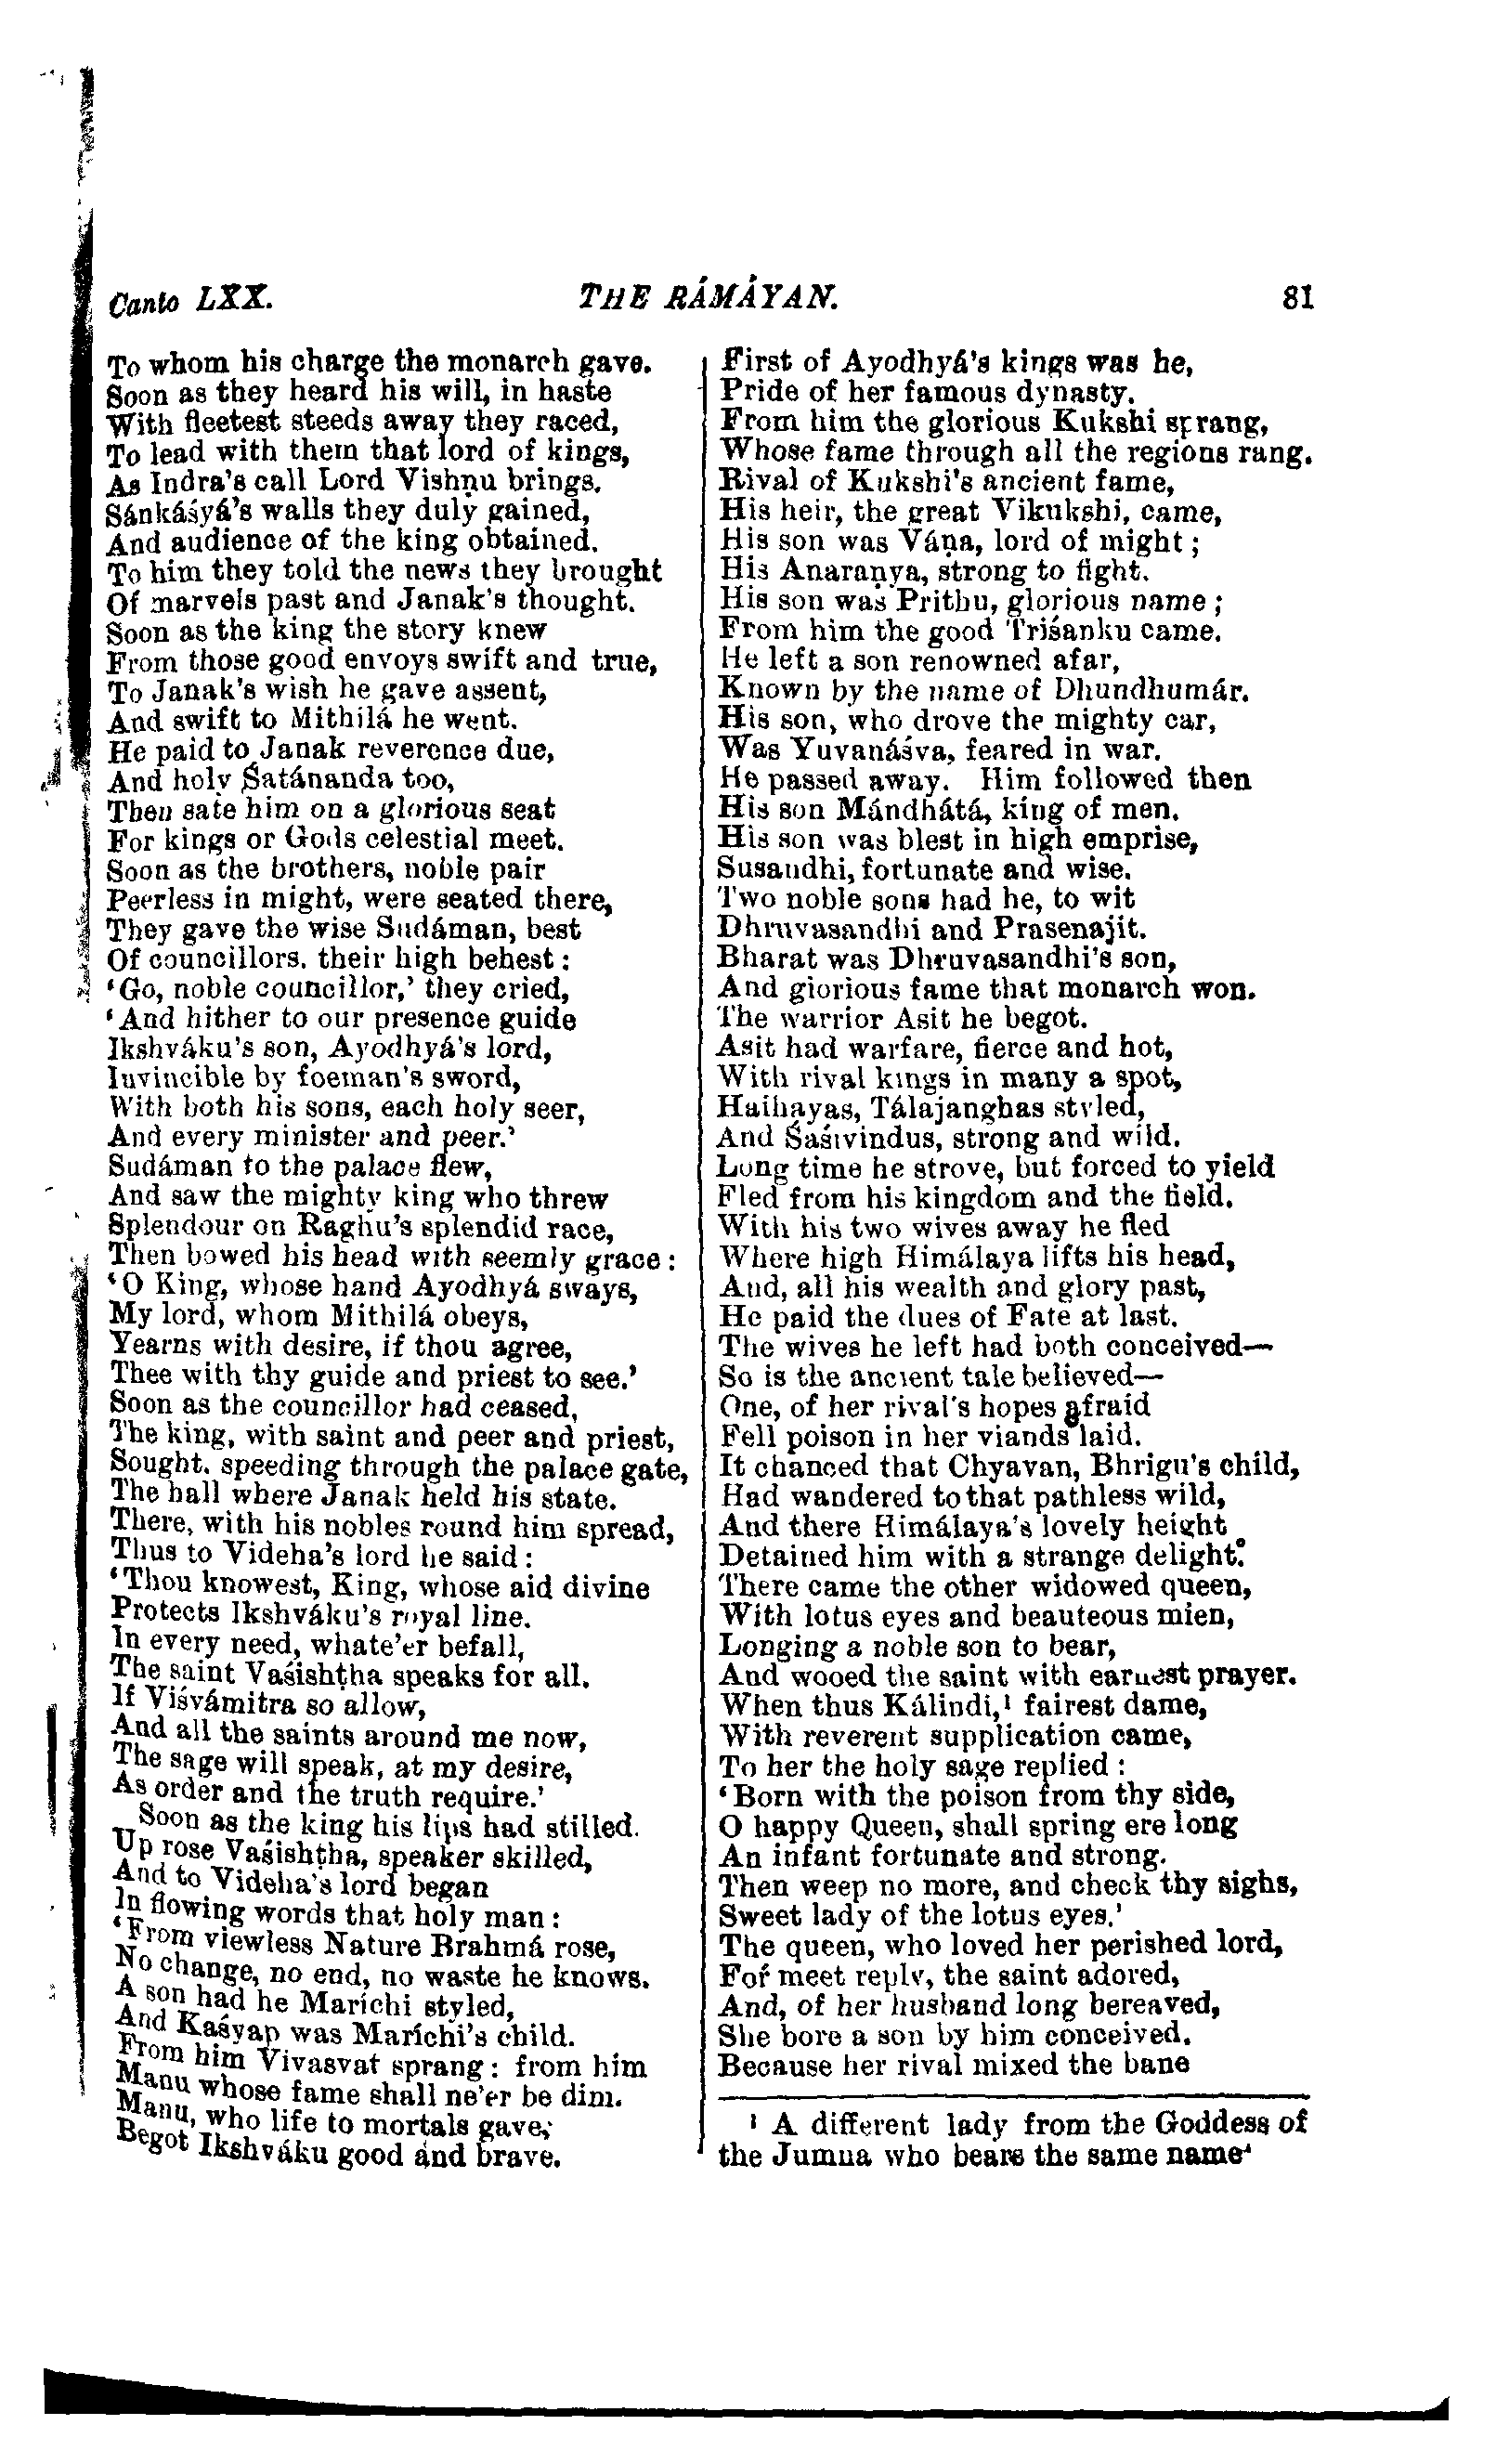 Canto LXX. THE RÁMÁYAN. 81
To whom his charge the monarch gave.
Soon as they heard his will, in haste
With fleetest steeds away they raced,
To lead with them that lord of kings,
As Indra's call Lord Vishṇu brings.
Sánkáśyá's walls they duly gained,
And audience of the king obtained.
To him they told the news they brought
Of marvels past and Janak's thought.
Soon as the king the story knew
From those good envoys swift and true,
To Janak's wish he gave assent,
And swift to Mithilá he went.
He paid to Janak reverence due,
And holy Śatánanda too,
Then sate him on a glorious seat
For kings or Gods celestial meet.
Soon as the brothers, noble pair
Peerless in might, were seated there,
They gave the wise Sudáman, best
Of councillors. their high behest:
‘Go, noble councillor,’ they cried,
‘And hither to our presence guide
Ikshváku's son, Ayodhyá's lord,
Invincible by foeman's sword,
With both his sons, each holy seer,
And every minister and peer.’
Sudáman to the palace flew,
And saw the mighty king who threw
Splendour on Raghu's splendid race,
Then bowed his head with seemly grace:
‘O King, whose hand Ayodhyá sways,
My lord, whom Mithilá obeys,
Yearns with desire, if thou agree,
Thee with thy guide and priest to see.’
Soon as the councillor had ceased,
The king, with saint and peer and priest,
Sought. speeding through the palace gate,
The hall where Janak held his state.
There, with his nobles round him spread,
Thus to Videha's lord he said:
‘Thou knowest, King, whose aid divine
Protects Ikshváku's royal line.
In every need, whate'er befall,
The saint Vaśishṭha speaks for all.
If Viśvámitra so allow,
And all the saints around me now,
The sage will speak, at my desire,
As order and the truth require.’
Soon as the king his lips had stilled.
Up rose Vaśishṭha, speaker skilled,
And to Videha's lord began
In flowing words that holy man:
‘From viewless Nature Brahmá rose,
No change, no end, no waste he knows.
A son had he Maríchi styled,
And Kaśyap was Maríchi's child.
From him Vivasvat sprang: from him
Manu whose fame shall ne'er be dim.
Manu, who life to mortals gave,
Begot Ikshváku good and brave.
First of Ayodhyá's kings was he,
Pride of her famous dynasty.
From him the glorious Kukshi sprang,
Whose fame through all the regions rang.
Rival of Kukshi's ancient fame,
His heir, the great Vikukshi, came,
His son was Váṇa, lord of might;
His Anaraṇya, strong to fight.
His son was Prithu, glorious name;
From him the good Triśanku came.
He left a son renowned afar,
Known by the name of Dhundhumár.
His son, who drove the mighty car,
Was Yuvanáśva, feared in war.
He passed away. Him followed then
His son Mándhátá, king of men.
His son was blest in high emprise,
Susandhi, fortunate and wise.
Two noble sons had he, to wit
Dhruvasandhi and Prasenajit.
Bharat was Dhruvasandhi's son,
And glorious fame that monarch won.
The warrior Asit he begot.
Asit had warfare, fierce and hot,
With rival kings in many a spot,
Haihayas, Tálajanghas styled,
And Śaśivindus, strong and wild.
Long time he strove, but forced to yield
Fled from his kingdom and the field.
With his two wives away he fled
Where high Himálaya lifts his head,
And, all his wealth and glory past,
He paid the dues of Fate at last.
The wives he left had both conceived—
So is the ancient tale believed—
One, of her rival's hopes afraid
Fell poison in her viands laid.
It chanced that Chyavan, Bhrigu's child,
Had wandered to that pathless wild,
And there Himálaya's lovely height
Detained him with a strange delight.
There came the other widowed queen,
With lotus eyes and beauteous mien,
Longing a noble son to bear,
And wooed the saint with earnest prayer.
When thus Kálindi,¹ fairest dame,
With reverent supplication came,
To her the holy sage replied:
‘Born with the poison from thy side,
O happy Queen, shall spring ere long
An infant fortunate and strong.
Then weep no more, and check thy sighs,
Sweet lady of the lotus eyes.’
The queen, who loved her perished lord,
For meet reply, the saint adored,
And, of her husband long bereaved,
She bore a son by him conceived.
Because her rival mixed the bane
¹ A different lady from the Goddess of
the Jumna who bears the same name.